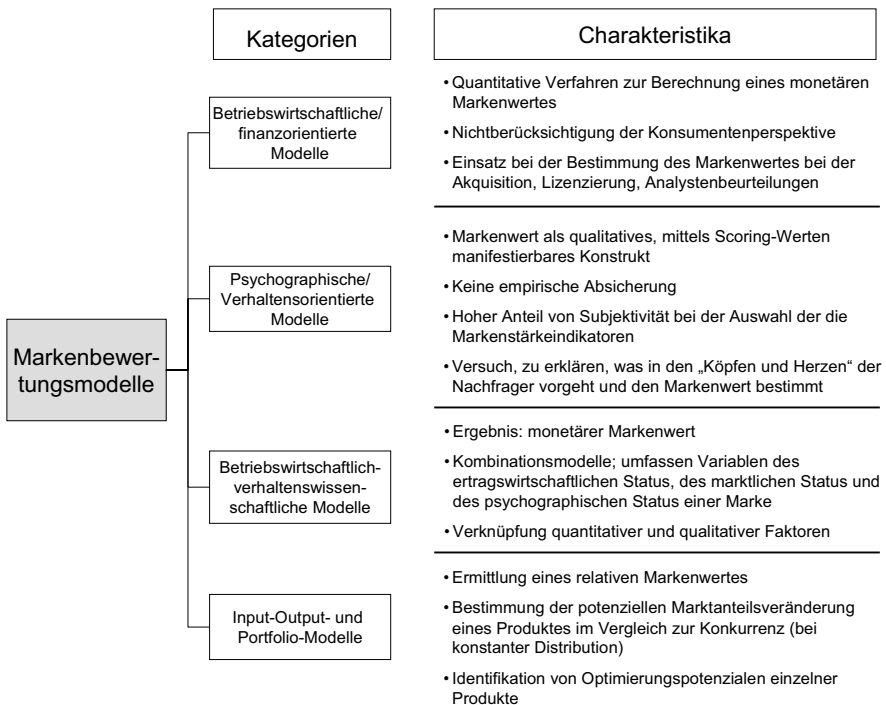 Kategorien
Charakteristika
Markenbewer-
tungsmodelle
Betriebswirtschaftliche/
finanzorientierte
Modelle
• Quantitative Verfahren zur Berechnung eines monetären
Markenwertes
• Nichtberücksichtigung der Konsumentenperspektive
• Einsatz bei der Bestimmung des Markenwertes bei der
Akquisition, Lizenzierung, Analystenbeurteilungen
Psychographische/
Verhaltensorientierte
Modelle
• Markenwert als qualitatives, mittels Scoring-Werten
manifestierbares Konstrukt
• Keine empirische Absicherung
• Hoher Anteil von Subjektivität bei der Auswahl der die
Markenstärkeindikatoren
• Versuch, zu erklären, was in den „Köpfen und Herzen“ der
Nachfrager vorgeht und den Markenwert bestimmt
Betriebswirtschaftlich-
verhaltenswissen-
schaftliche Modelle
• Ergebnis: monetärer Markenwert
• Kombinationsmodelle; umfassen Variablen des
ertragswirtschaftlichen Status, des marktlichen Status und
des psychographischen Status einer Marke
• Verknüpfung quantitativer und qualitativer Faktoren
Input-Output- und
Portfolio-Modelle
• Ermittlung eines relativen Markenwertes
• Bestimmung der potenziellen Marktanteilsveränderung
eines Produktes im Vergleich zur Konkurrenz (bei
konstanter Distribution)
• Identifikation von Optimierungspotenzialen einzelner
Produkte